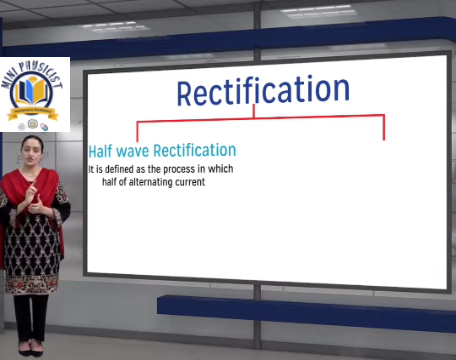 MINI PHYSICIST
Rectification
Half wave Rectification
It is defined as the process in which
half of alternating current